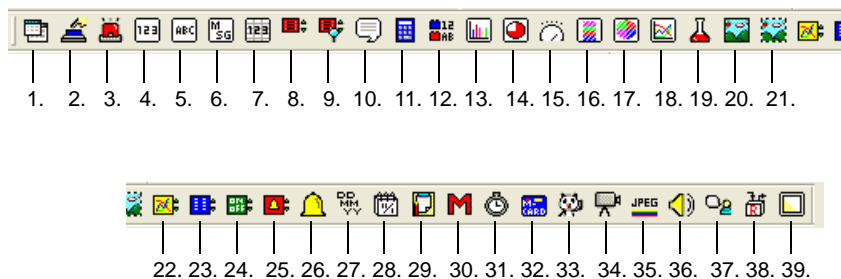 123 ABC M SG 123 12 AB
1. 2. 3. 4. 5. 6. 7. 8. 9. 10. 11. 12. 13. 14. 15. 16. 17. 18. 19. 20. 21.
ON OFF DD MM YY M M-CARD JPEG R
22. 23. 24. 25. 26. 27. 28. 29. 30. 31. 32. 33. 34. 35. 36. 37. 38. 39.